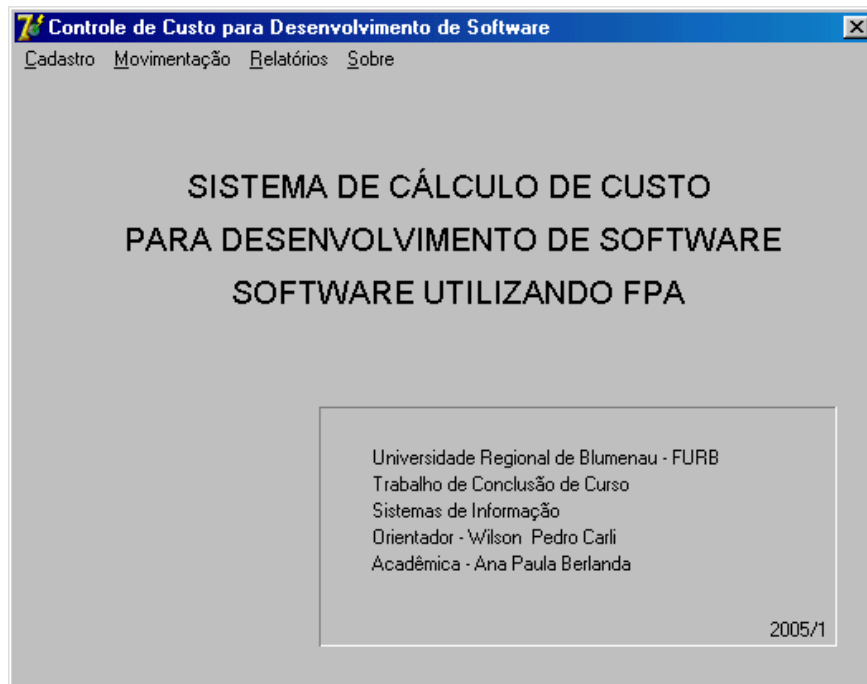 Controle de Custo para Desenvolvimento de Software
Cadastro Movimentação Relatórios Sobre
SISTEMA DE CÁLCULO DE CUSTO
PARA DESENVOLVIMENTO DE SOFTWARE
SOFTWARE UTILIZANDO FPA
Universidade Regional de Blumenau - FURB
Trabalho de Conclusão de Curso
Sistemas de Informação
Orientador - Wilson Pedro Carli
Acadêmica - Ana Paula Berlanda
2005/1